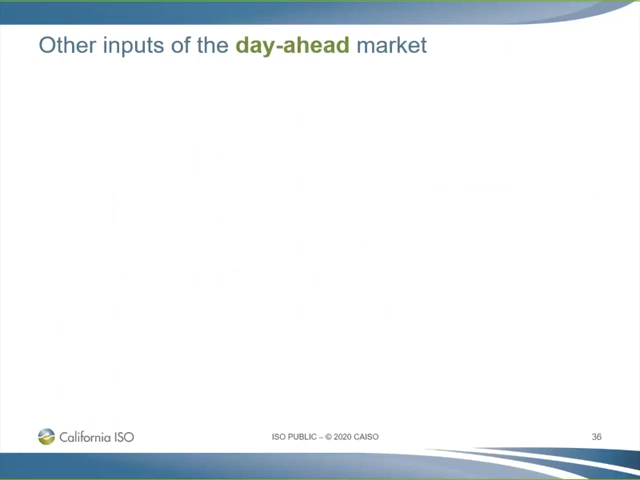 Other inputs of the day-ahead market
California ISO
ISO PUBLIC – © 2020 CAISO
36